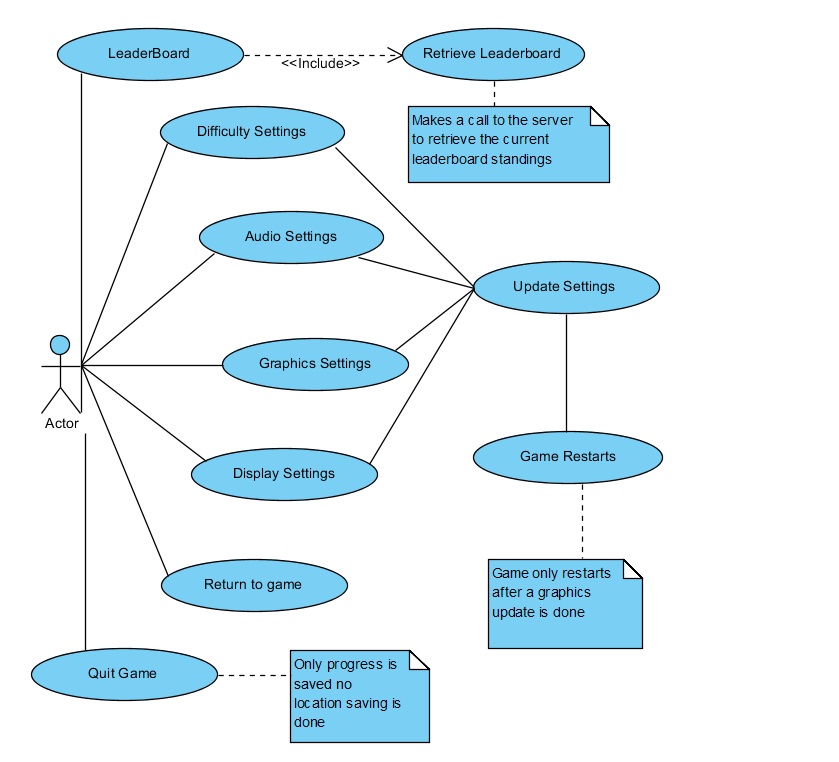 LeaderBoard
<<Include>>
Retrieve Leaderboard
Makes a call to the server
to retrieve the current
leaderboard standings
Difficulty Settings
Audio Settings
Update Settings
Graphics Settings
Actor
Display Settings
Game Restarts
Game only restarts
after a graphics
update is done
Return to game
Quit Game
Only progress is
saved no
location saving is
done